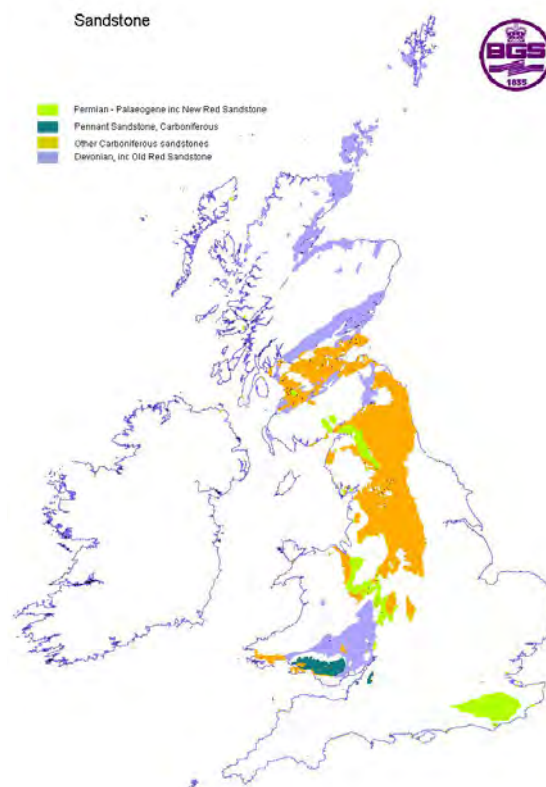 Sandstone
BGS
1835
Permian - Palaeogene inc New Red Sandstone
Pennant Sandstone, Carboniferous
Other Carboniferous sandstones
Devonian, inc Old Red Sandstone